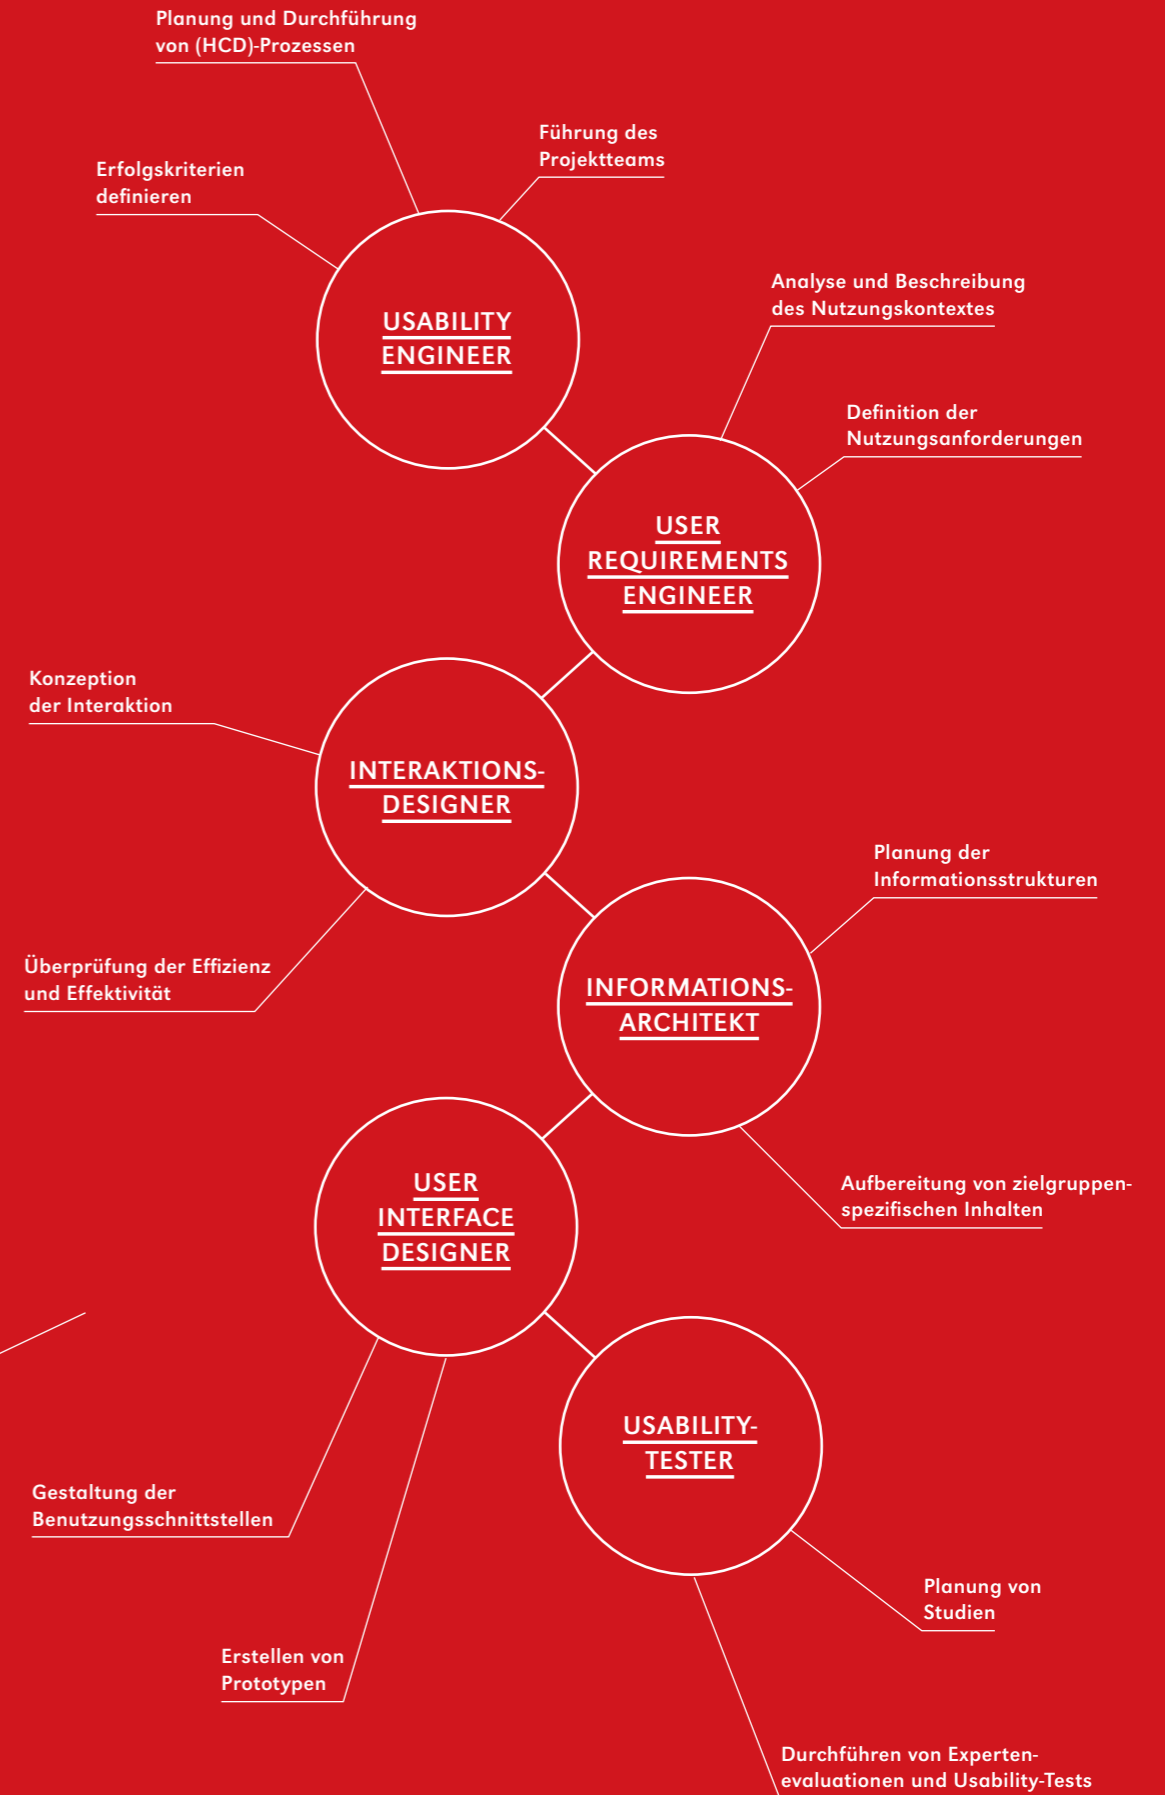 Planung und Durchführung
von (HCD)-Prozessen
Führung des
Projektteams
Erfolgskriterien
definieren
USABILITY
ENGINEER
Analyse und Beschreibung
des Nutzungskontextes
Definition der
Nutzungsanforderungen
USER
REQUIREMENTS
ENGINEER
Konzeption
der Interaktion
INTERAKTIONS-
DESIGNER
Überprüfung der Effizienz
und Effektivität
Planung der
Informationsstrukturen
INFORMATIONS-
ARCHITEKT
Aufbereitung von zielgruppen-
spezifischen Inhalten
USER
INTERFACE
DESIGNER
Gestaltung der
Benutzungsschnittstellen
Erstellen von
Prototypen
USABILITY-
TESTER
Planung von
Studien
Durchführen von Experten-
evaluationen und Usability-Tests